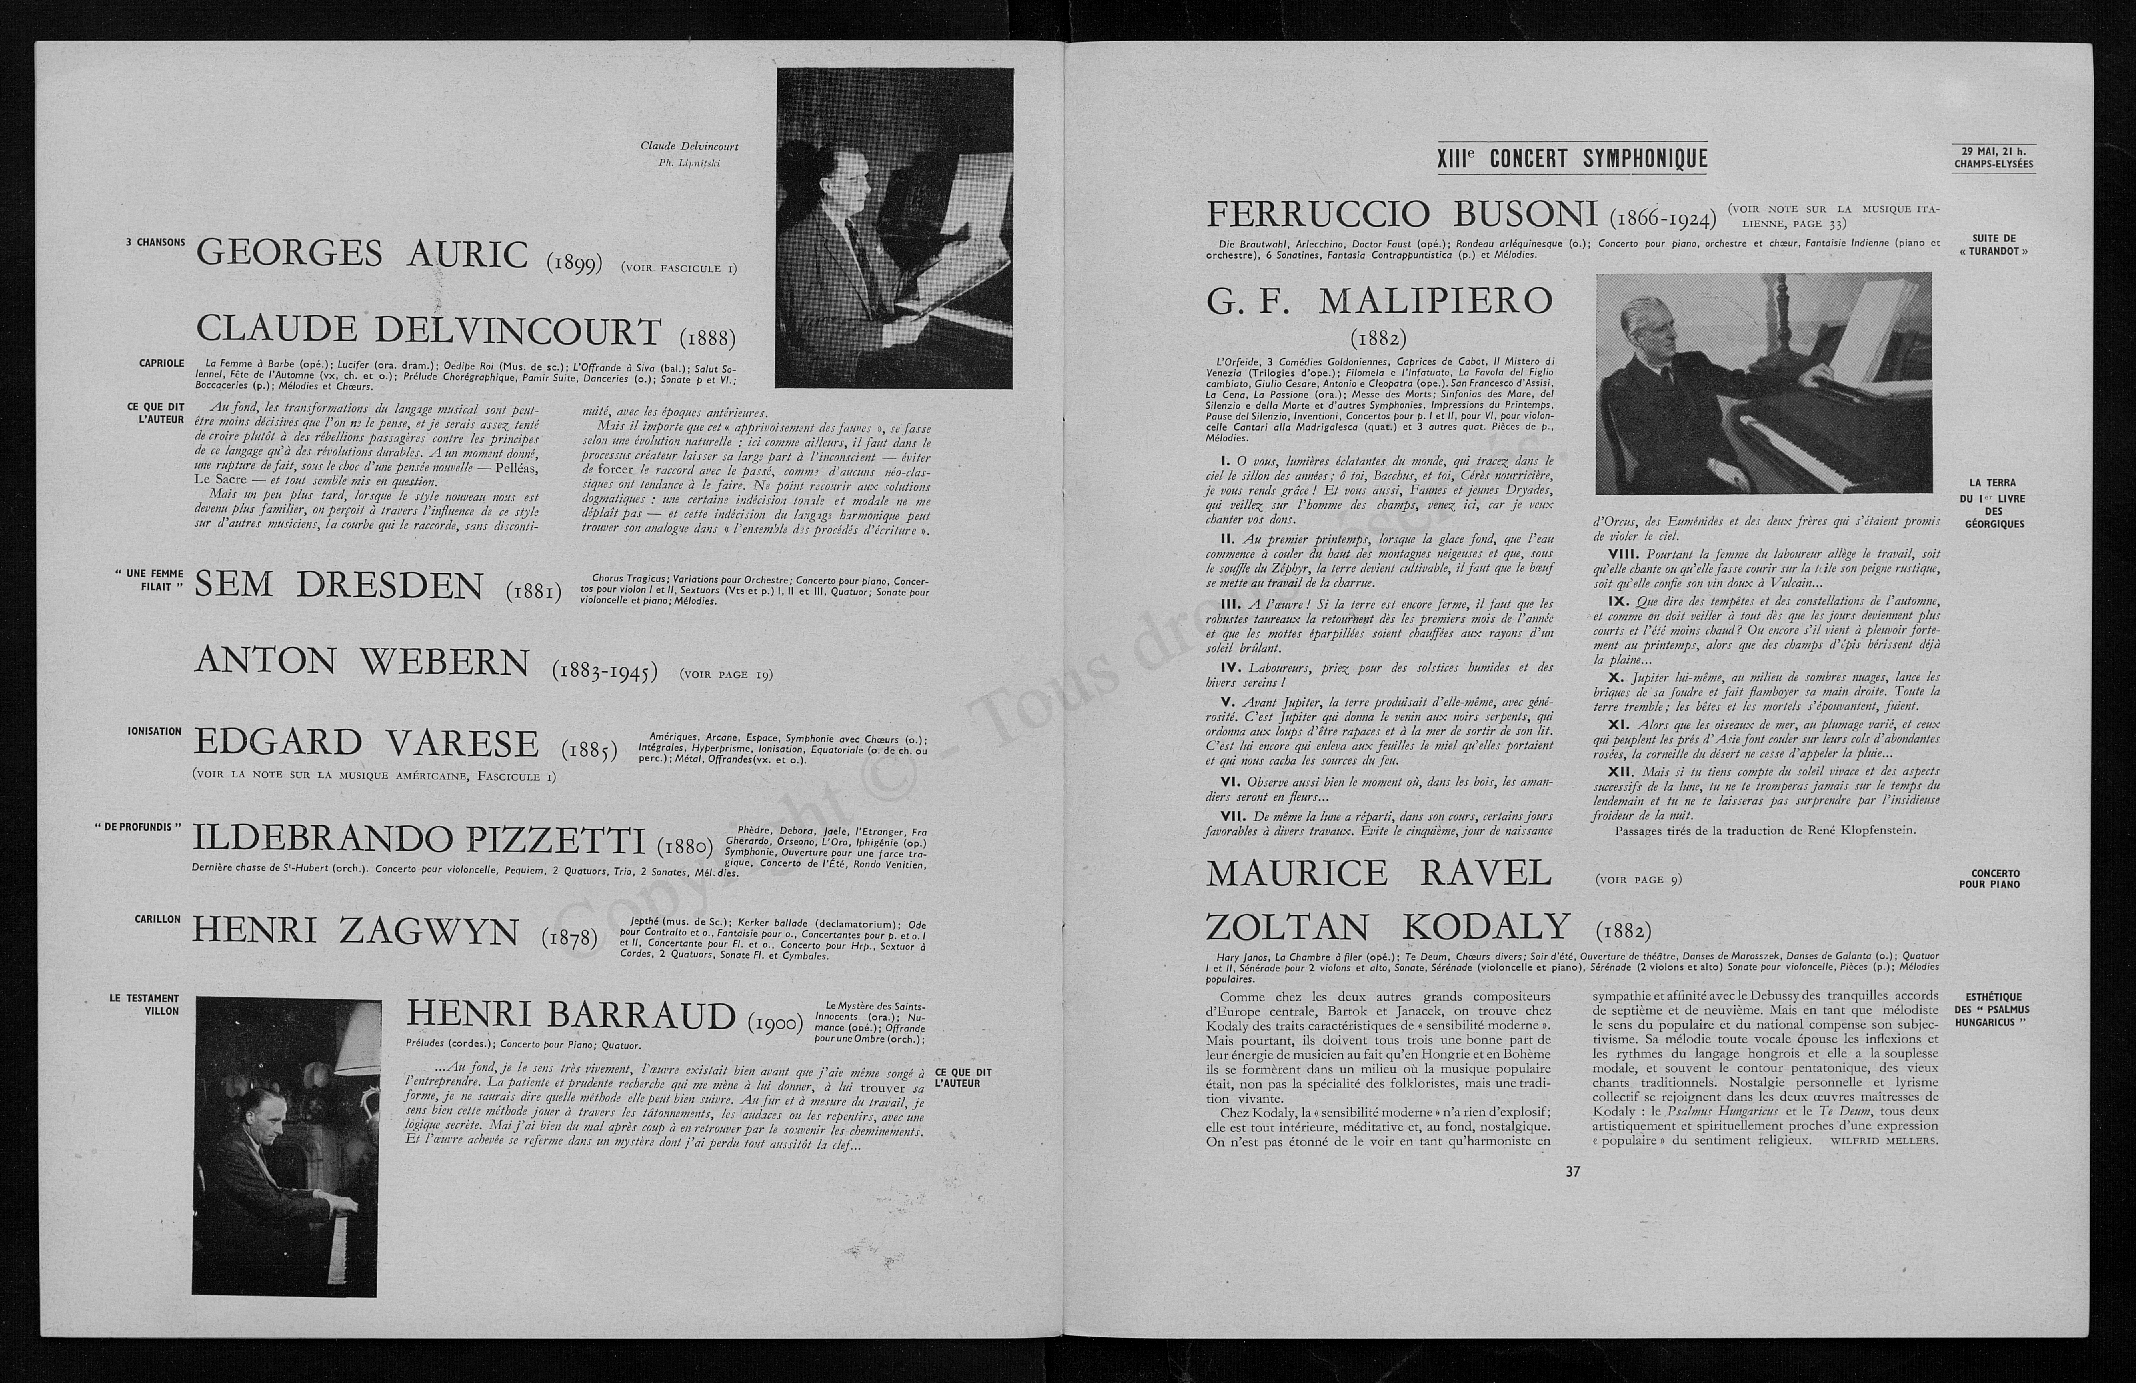 Claude Delvincourt
Ph. Lipnitski
3 CHANSONS
GEORGES AURIC (1899) (VOIR FASCICULE 1)
CLAUDE DELVINCOURT (1888)
CAPRIOLE
La Femme à Barbe (opé.); Lucifer (ora. dram.); Oedipe Roi (Mus. de sc.); L'Offrande à Siva (bal.); Salut So-
lennel, Fête de l'Automne (vx, ch. et o.); Prélude Chorégraphique, Pamir Suite, Danceries (o.); Sonate p et Vl.;
Boccaceries (p.); Mélodies et Chœurs.
CE QUE DIT
L'AUTEUR
Au fond, les transformations du langage musical sont peut-
être moins décisives que l'on ne le pense, et je serais assez tenté
de croire plutôt à des rébellions passagères contre les principes
de ce langage qu'à des révolutions durables. A un moment donné,
une rupture de fait, sous le choc d'une pensée nouvelle — Pelléas,
Le Sacre — et tout semble mis en question.
Mais un peu plus tard, lorsque le style nouveau nous est
devenu plus familier, on perçoit à travers l'influence de ce style
sur d'autres musiciens, la courbe qui le raccorde, sans disconti-
nuité, avec les époques antérieures.
Mais il importe que cet « apprivoisement des fauves », se fasse
selon une évolution naturelle : ici comme ailleurs, il faut dans le
processus créateur laisser sa large part à l'inconscient — éviter
de forcer le raccord avec le passé, comme d'aucuns néo-clas-
siques ont tendance à le faire. Ne point recourir aux solutions
dogmatiques : une certaine indécision tonale et modale ne me
déplaît pas — et cette indécision du langage harmonique peut
trouver son analogue dans « l'ensemble des procédés d'écriture ».
" UNE FEMME
FILAIT "
SEM DRESDEN (1881)
Chorus Tragicus; Variations pour Orchestre; Concerto pour piano, Concer-
tos pour violon I et II, Sextuors (Vts et p.) I, II et III, Quatuor; Sonate pour
violoncelle et piano; Mélodies.
ANTON WEBERN (1883-1945) (VOIR PAGE 19)
IONISATION
EDGARD VARESE (1885)
Amériques, Arcane, Espace, Symphonie avec Chœurs (o.);
Intégrales, Hyperprisme, Ionisation, Equatoriale (o. de ch. ou
perc.); Métal, Offrandes(vx. et o.).
(VOIR LA NOTE SUR LA MUSIQUE AMÉRICAINE, FASCICULE 1)
" DE PROFUNDIS "
ILDEBRANDO PIZZETTI (1880)
Phèdre, Debora, Jaele, l'Etranger, Fra
Gherardo, Orseono, L'Oro, Iphigénie (op.)
Symphonie, Ouverture pour une farce tra-
gique, Concerto de l'Été, Rondo Venitien,
Dernière chasse de St-Hubert (orch.). Concerto pour violoncelle, Pequiem, 2 Quatuors, Trio, 2 Sonates, Mél.dies.
CARILLON
HENRI ZAGWYN (1878)
Jepthé (mus. de Sc.); Kerker ballade (declamatorium); Ode
pour Contralto et o., Fantaisie pour o., Concertantes pour p. et o. I
et II, Concertante pour Fl. et o., Concerto pour Hrp., Sextuor à
Cordes, 2 Quatuors, Sonate Fl. et Cymbales.
LE TESTAMENT
VILLON
HENRI BARRAUD (1900)
Le Mystère des Saints-
Innocents (ora.); Nu-
mance (opé.); Offrande
pour une Ombre (orch.);
Préludes (cordes.); Concerto pour Piano; Quatuor.
CE QUE DIT
L'AUTEUR
...Au fond, je le sens très vivement, l'œuvre existait bien avant que j'aie même songé à
l'entreprendre. La patiente et prudente recherche qui me mène à lui donner, à lui trouver sa
forme, je ne saurais dire quelle méthode elle peut bien suivre. Au fur et à mesure du travail, je
sens bien cette méthode jouer à travers les tâtonnements, les audaces ou les repentirs, avec une
logique secrète. Mai j'ai bien du mal après coup à en retrouver par le souvenir les cheminements.
Et l'œuvre achevée se referme dans un mystère dont j'ai perdu tout aussitôt la clef...
XIIIe CONCERT SYMPHONIQUE
29 MAI, 21 h.
CHAMPS-ELYSÉES
FERRUCCIO BUSONI (1866-1924) (VOIR NOTE SUR LA MUSIQUE ITA-
LIENNE, PAGE 33)
SUITE DE
« TURANDOT »
Die Brautwahl, Arlecchino, Doctor Faust (opé.); Rondeau arléquinesque (o.); Concerto pour piano, orchestre et chœur, Fantaisie Indienne (piano et
orchestre), 6 Sonatines, Fantasia Contrappuntistica (p.) et Mélodies.
G. F. MALIPIERO
(1882)
L'Orfeide, 3 Comédies Goldoniennes, Caprices de Cabot, Il Mistero di
Venezia (Trilogies d'ope.); Filomela e l'Infatuato, La Favola del Figlio
cambiato, Giulio Cesare, Antonio e Cleopatra (ope.). San Francesco d'Assisi,
La Cena, La Passione (ora.); Messe des Morts; Sinfonias des Mare, del
Silenzio e della Morte et d'autres Symphonies, Impressions du Printemps,
Pause del Silenzio, Inventioni, Concertos pour p. I et II, pour Vl, pour violon-
celle Cantari alla Madrigalesca (quat.) et 3 autres quat. Pièces de p.,
Mélodies.
LA TERRA
DU Ier LIVRE
DES
GÉORGIQUES
I. O vous, lumières éclatantes du monde, qui tracez dans le
ciel le sillon des années; ô toi, Bacchus, et toi, Cérès nourricière,
je vous rends grâce ! Et vous aussi, Faunes et jeunes Dryades,
qui veillez sur l'homme des champs, venez ici, car je veux
chanter vos dons.
II. Au premier printemps, lorsque la glace fond, que l'eau
commence à couler du haut des montagnes neigeuses et que, sous
le souffle du Zéphyr, la terre devient cultivable, il faut que le bœuf
se mette au travail de la charrue.
III. A l'œuvre ! Si la terre est encore ferme, il faut que les
robustes taureaux la retournent dès les premiers mois de l'année
et que les mottes éparpillées soient chauffées aux rayons d'un
soleil brûlant.
IV. Laboureurs, priez pour des solstices humides et des
hivers sereins !
V. Avant Jupiter, la terre produisait d'elle-même, avec géné-
rosité. C'est Jupiter qui donna le venin aux noirs serpents, qui
ordonna aux loups d'être rapaces et à la mer de sortir de son lit.
C'est lui encore qui enleva aux feuilles le miel qu'elles portaient
et qui nous cacha les sources du feu.
VI. Observe aussi bien le moment où, dans les bois, les aman-
diers seront en fleurs...
VII. De même la lune a réparti, dans son cours, certains jours
favorables à divers travaux. Evite le cinquième, jour de naissance
d'Orcus, des Euménides et des deux frères qui s'étaient promis
de violer le ciel.
VIII. Pourtant la femme du laboureur allège le travail, soit
qu'elle chante ou qu'elle fasse courir sur la toile son peigne rustique,
soit qu'elle confie son vin doux à Vulcain...
IX. Que dire des tempêtes et des constellations de l'automne,
et comme on doit veiller à tout dès que les jours deviennent plus
courts et l'été moins chaud ? Ou encore s'il vient à pleuvoir forte-
ment au printemps, alors que des champs d'épis hérissent déjà
la plaine...
X. Jupiter lui-même, au milieu de sombres nuages, lance les
briques de sa foudre et fait flamboyer sa main droite. Toute la
terre tremble; les bêtes et les mortels s'épouvantent, fuient.
XI. Alors que les oiseaux de mer, au plumage varié, et ceux
qui peuplent les prés d'Asie font couler sur leurs cols d'abondantes
rosées, la corneille du désert ne cesse d'appeler la pluie...
XII. Mais si tu tiens compte du soleil vivace et des aspects
successifs de la lune, tu ne te tromperas jamais sur le temps du
lendemain et tu ne te laisseras pas surprendre par l'insidieuse
froideur de la nuit.
Passages tirés de la traduction de René Klopfenstein.
MAURICE RAVEL (VOIR PAGE 9)
CONCERTO
POUR PIANO
ZOLTAN KODALY (1882)
Hary Janos, La Chambre à filer (opé.); Te Deum, Chœurs divers; Soir d'été, Ouverture de théâtre, Danses de Marosszek, Danses de Galanta (o.); Quatuor
I et II, Sénérade pour 2 violons et alto, Sonate, Sérénade (violoncelle et piano), Sérénade (2 violons et alto) Sonate pour violoncelle, Pièces (p.); Mélodies
populaires.
ESTHÉTIQUE
DES " PSALMUS
HUNGARICUS "
Comme chez les deux autres grands compositeurs
d'Europe centrale, Bartok et Janacek, on trouve chez
Kodaly des traits caractéristiques de « sensibilité moderne ».
Mais pourtant, ils doivent tous trois une bonne part de
leur énergie de musicien au fait qu'en Hongrie et en Bohème
ils se formèrent dans un milieu où la musique populaire
était, non pas la spécialité des folkloristes, mais une tradi-
tion vivante.
Chez Kodaly, la « sensibilité moderne » n'a rien d'explosif;
elle est tout intérieure, méditative et, au fond, nostalgique.
On n'est pas étonné de le voir en tant qu'harmoniste en
sympathie et affinité avec le Debussy des tranquilles accords
de septième et de neuvième. Mais en tant que mélodiste
le sens du populaire et du national compense son subjec-
tivisme. Sa mélodie toute vocale épouse les inflexions et
les rythmes du langage hongrois et elle a la souplesse
modale, et souvent le contour pentatonique, des vieux
chants traditionnels. Nostalgie personnelle et lyrisme
collectif se rejoignent dans les deux œuvres maîtresses de
Kodaly : le Psalmus Hungaricus et le Te Deum, tous deux
artistiquement et spirituellement proches d'une expression
« populaire » du sentiment religieux. WILFRID MELLERS.
37
Copyright © - Tous droits réservés.